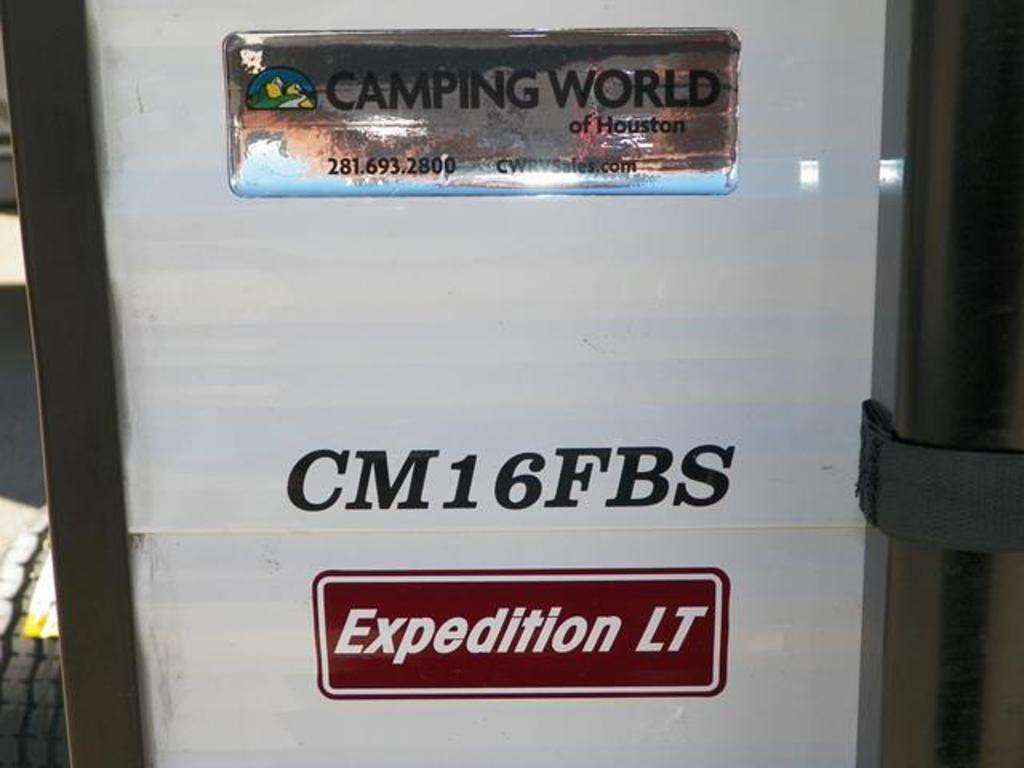 CAMPING WORLD
of Houston
281.693.2800 CWRVSales.com
CM16FBS
Expedition LT